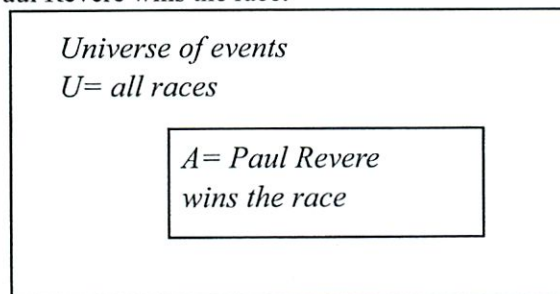 Universe of events
U= all races
A= Paul Revere
wins the race